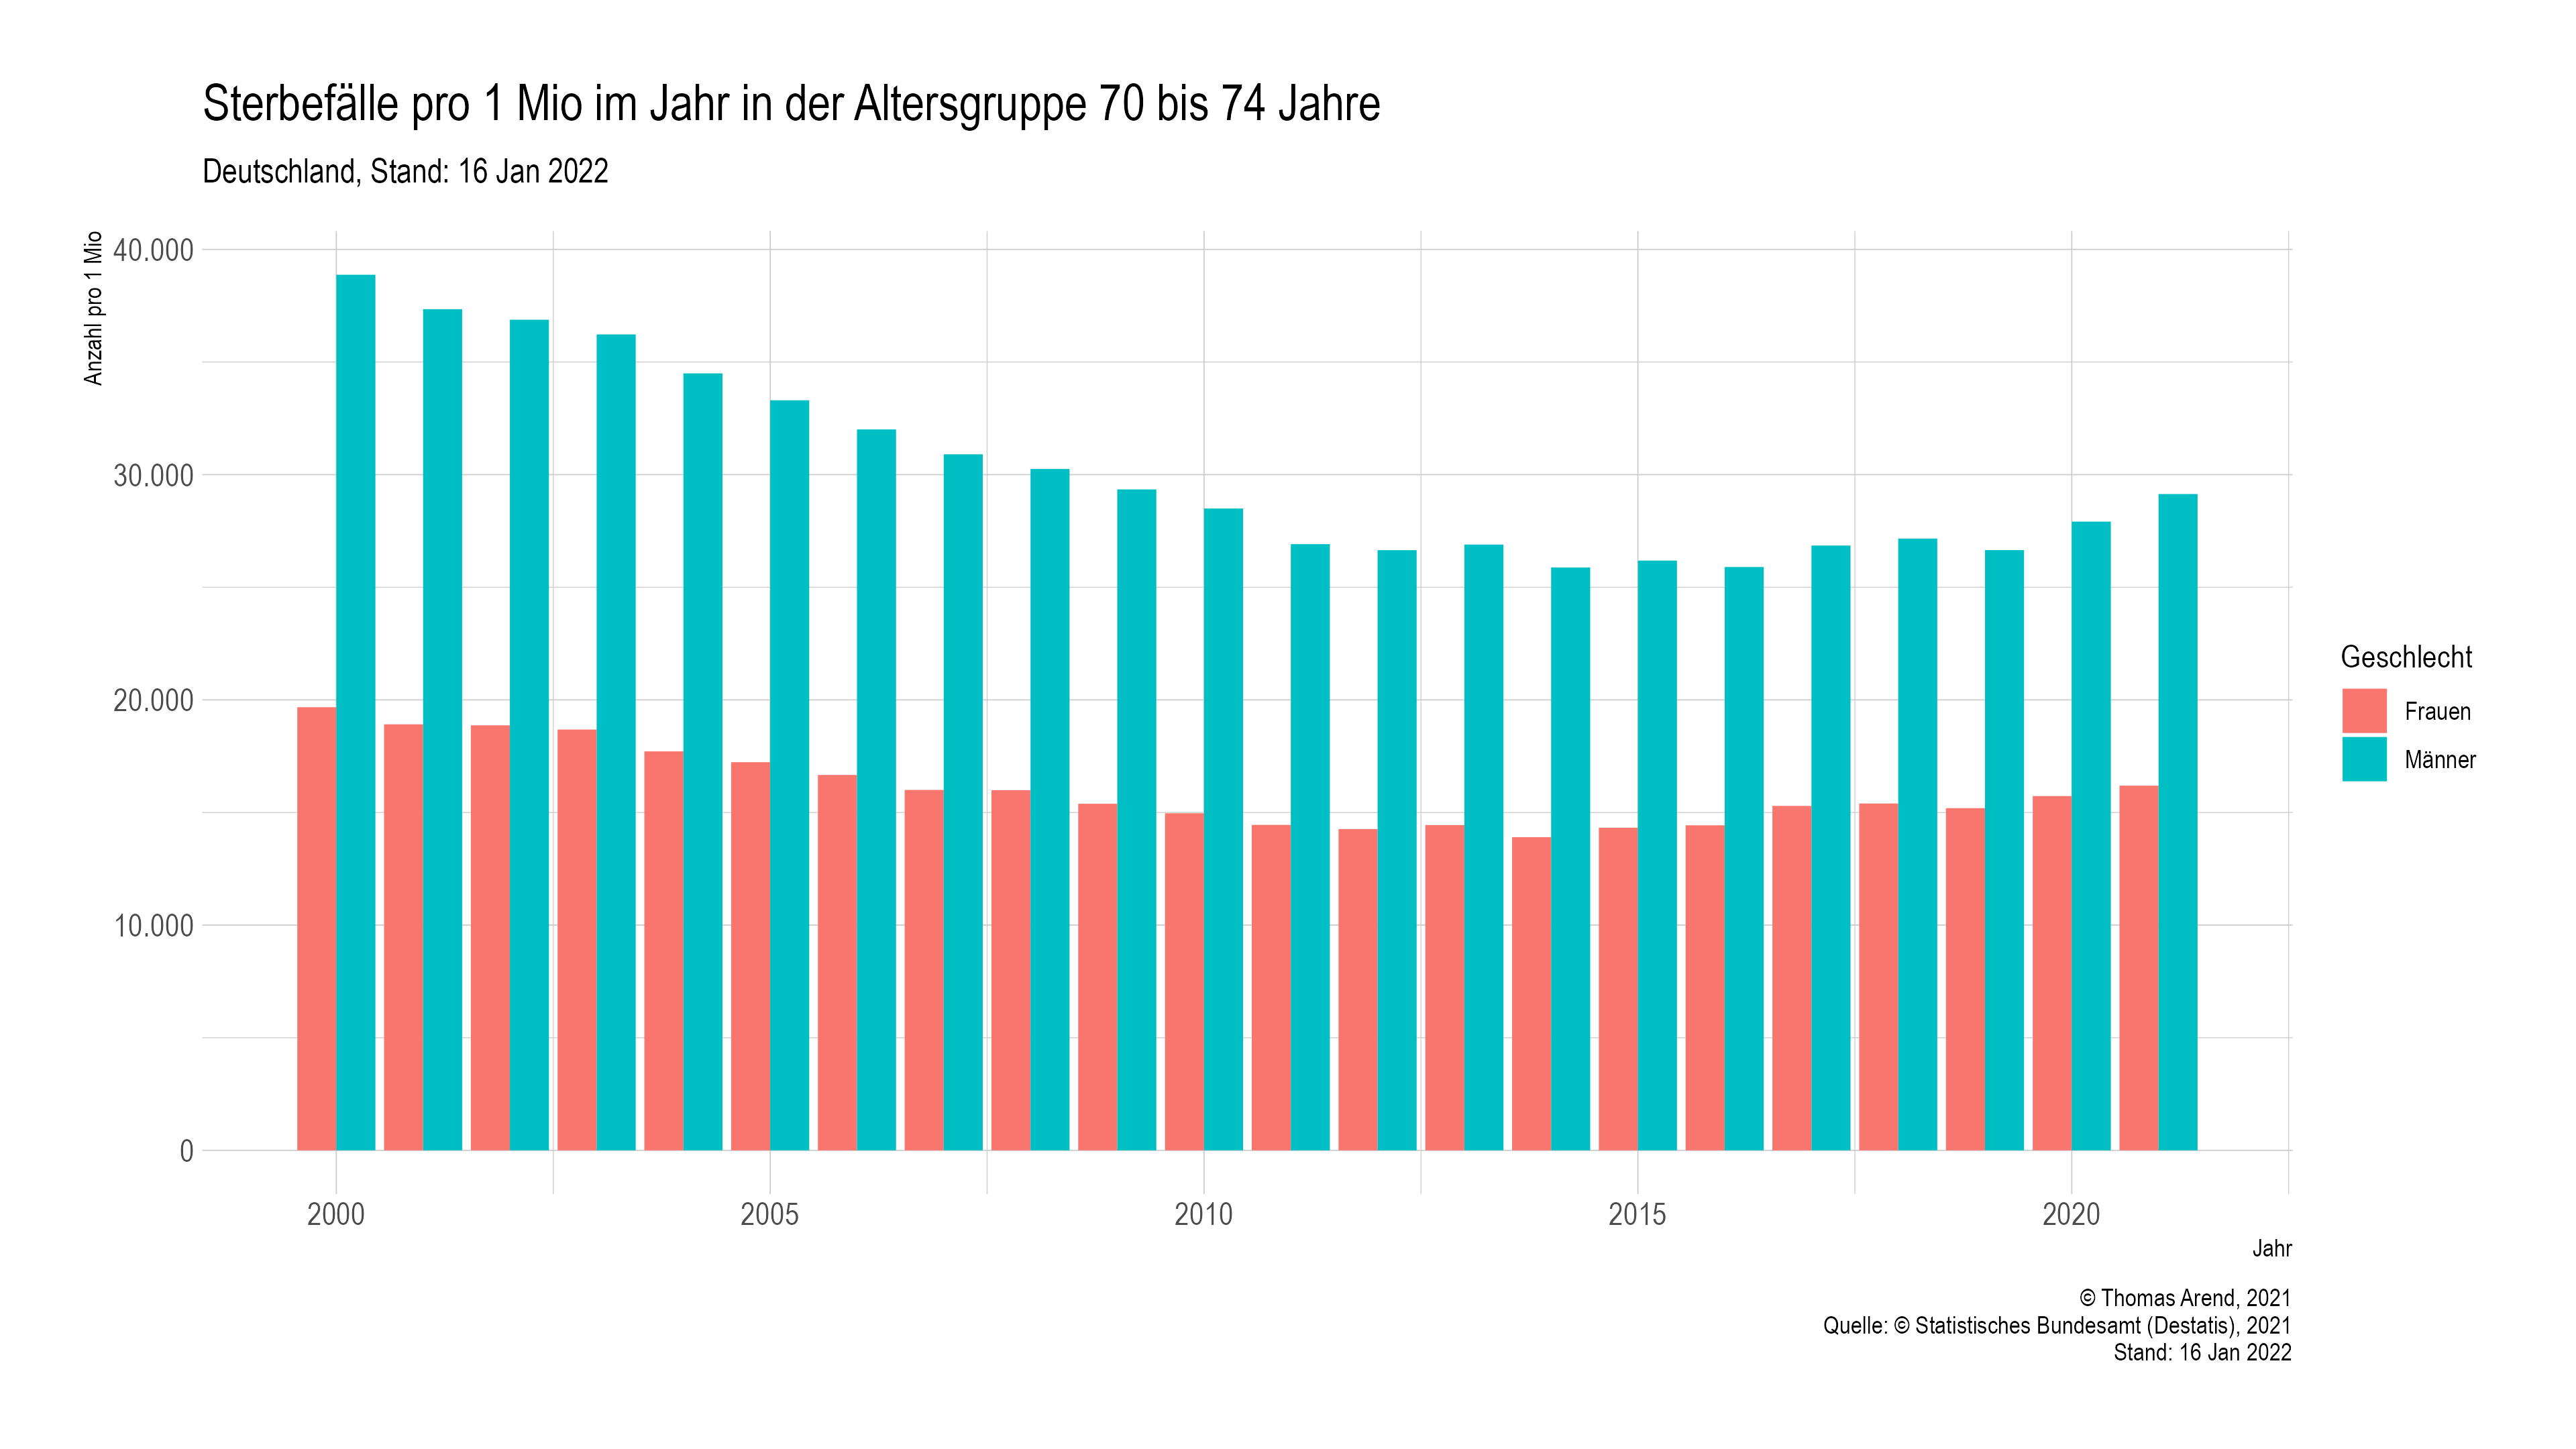 Sterbefälle pro 1 Mio im Jahr in der Altersgruppe 70 bis 74 Jahre
Deutschland, Stand: 16 Jan 2022
Anzahl pro 1 Mio
40.000
30.000
20.000
10.000
0
2000
2005
2010
2015
2020
Jahr
Geschlecht
Frauen
Männer
© Thomas Arend, 2021
Quelle: © Statistisches Bundesamt (Destatis), 2021
Stand: 16 Jan 2022